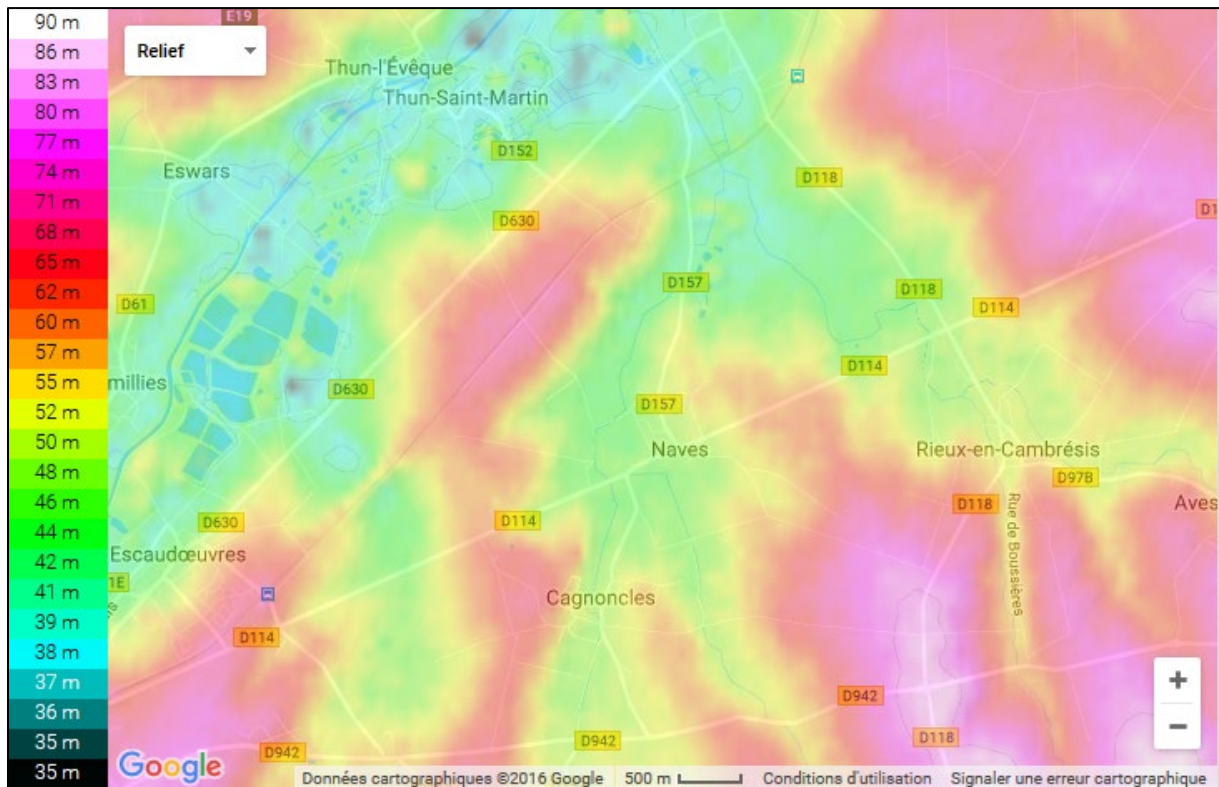 90 m
86 m
83 m
80 m
77 m
74 m
71 m
68 m
65 m
62 m
60 m
57 m
55 m
52 m
50 m
48 m
46 m
44 m
42 m
41 m
39 m
38 m
37 m
36 m
35 m
35 m
E19
Relief
Thun-l'Évêque
Thun-Saint-Martin
D152
Eswars
D118
D630
D1
D157
D118
D61
D114
D114
millies
D630
D157
Naves
Rieux-en-Cambrésis
D97B
D118
Aves
D630
D114
Escaudœuvres
Rue de Boussières
1E
Cagnoncles
D114
D942
D942
D942
D118
+
−
Google
Données cartographiques ©2016 Google 500 m Conditions d'utilisation Signaler une erreur cartographique